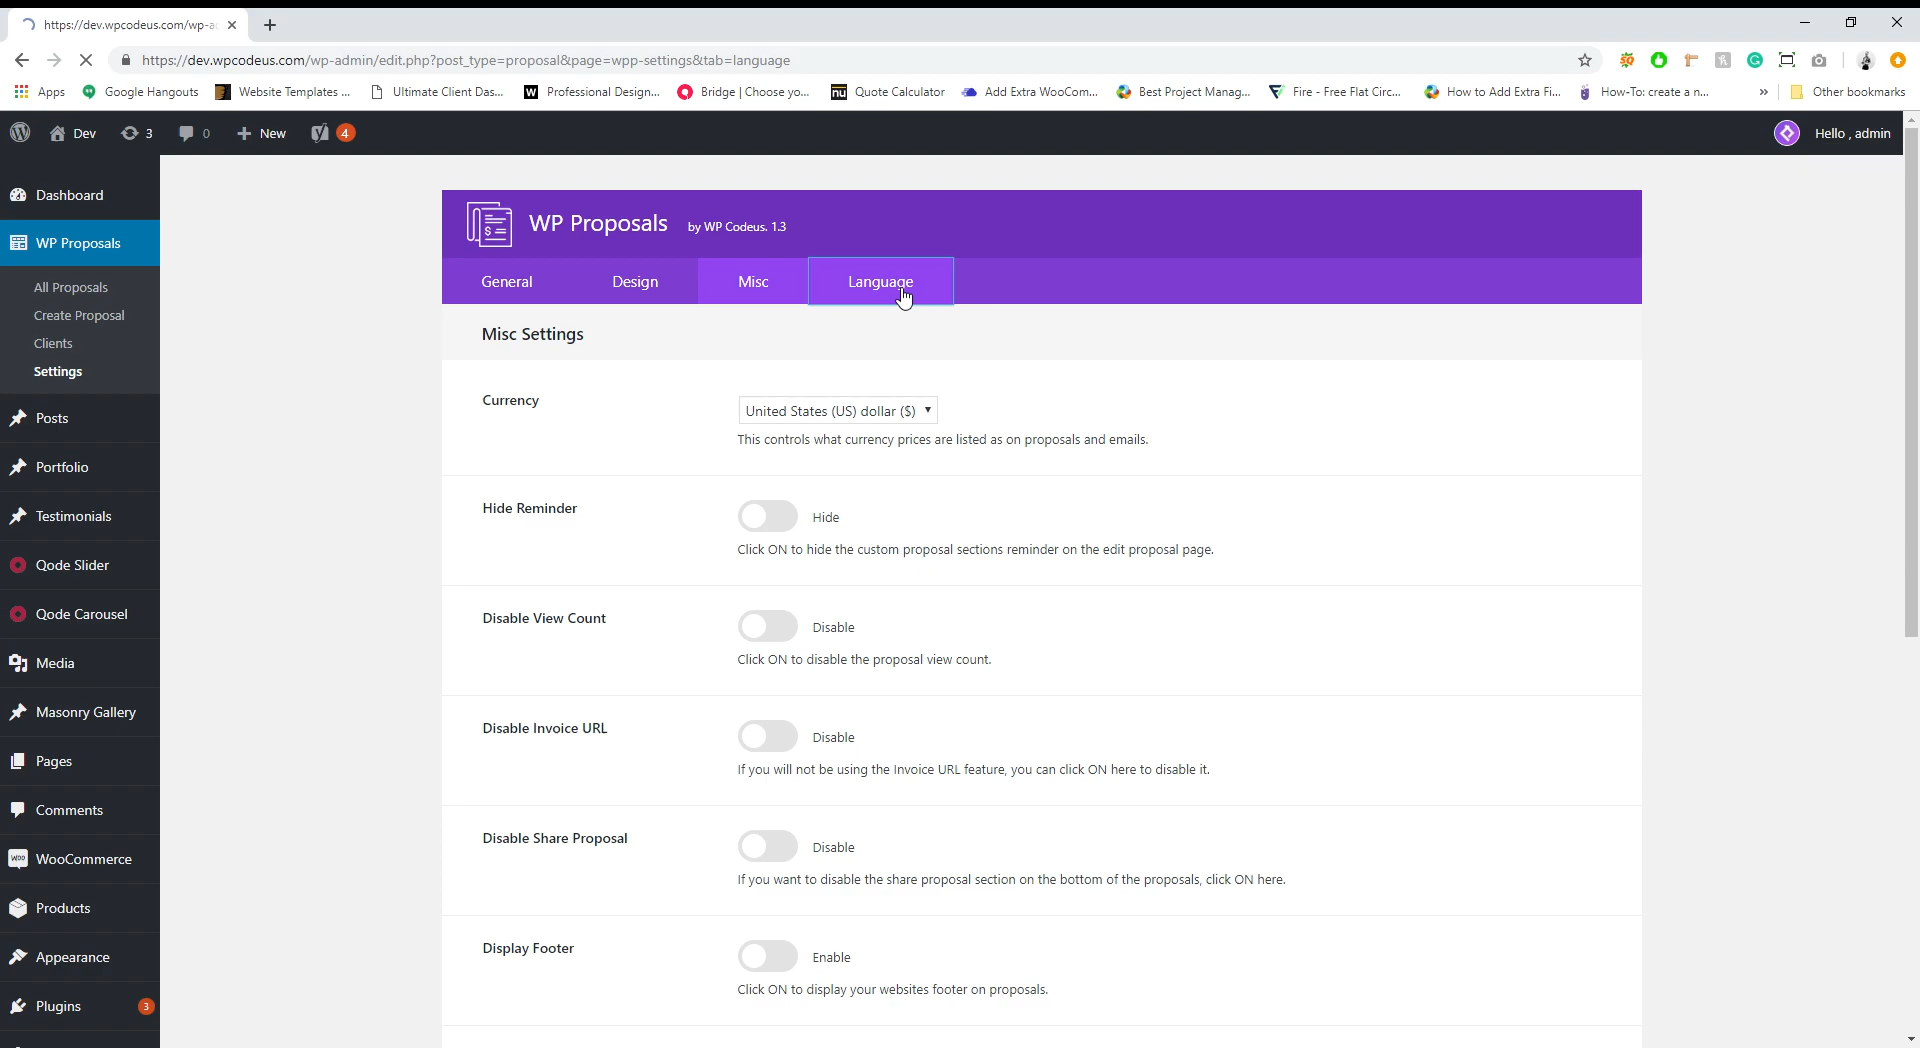 https://dev.wpcodeus.com/wp-a
https://dev.wpcodeus.com/wp-admin/edit.php?post_type=proposal&page=wpp-settings&tab=language
Apps Google Hangouts Website Templates ... Ultimate Client Das... Professional Design... Bridge | Choose yo... Quote Calculator Add Extra WooCom... Best Project Manag... Fire - Free Flat Circ... How to Add Extra Fi... How-To: create a n... » Other bookmarks
Dev 3 0 New 4 Hello , admin
Dashboard
WP Proposals
All Proposals
Create Proposal
Clients
Settings
Posts
Portfolio
Testimonials
Qode Slider
Qode Carousel
Media
Masonry Gallery
Pages
Comments
WooCommerce
Products
Appearance
Plugins 3
WP Proposals by WP Codeus. 1.3
General Design Misc Language
Misc Settings
Currency
United States (US) dollar ($)
This controls what currency prices are listed as on proposals and emails.
Hide Reminder
Hide
Click ON to hide the custom proposal sections reminder on the edit proposal page.
Disable View Count
Disable
Click ON to disable the proposal view count.
Disable Invoice URL
Disable
If you will not be using the Invoice URL feature, you can click ON here to disable it.
Disable Share Proposal
Disable
If you want to disable the share proposal section on the bottom of the proposals, click ON here.
Display Footer
Enable
Click ON to display your websites footer on proposals.